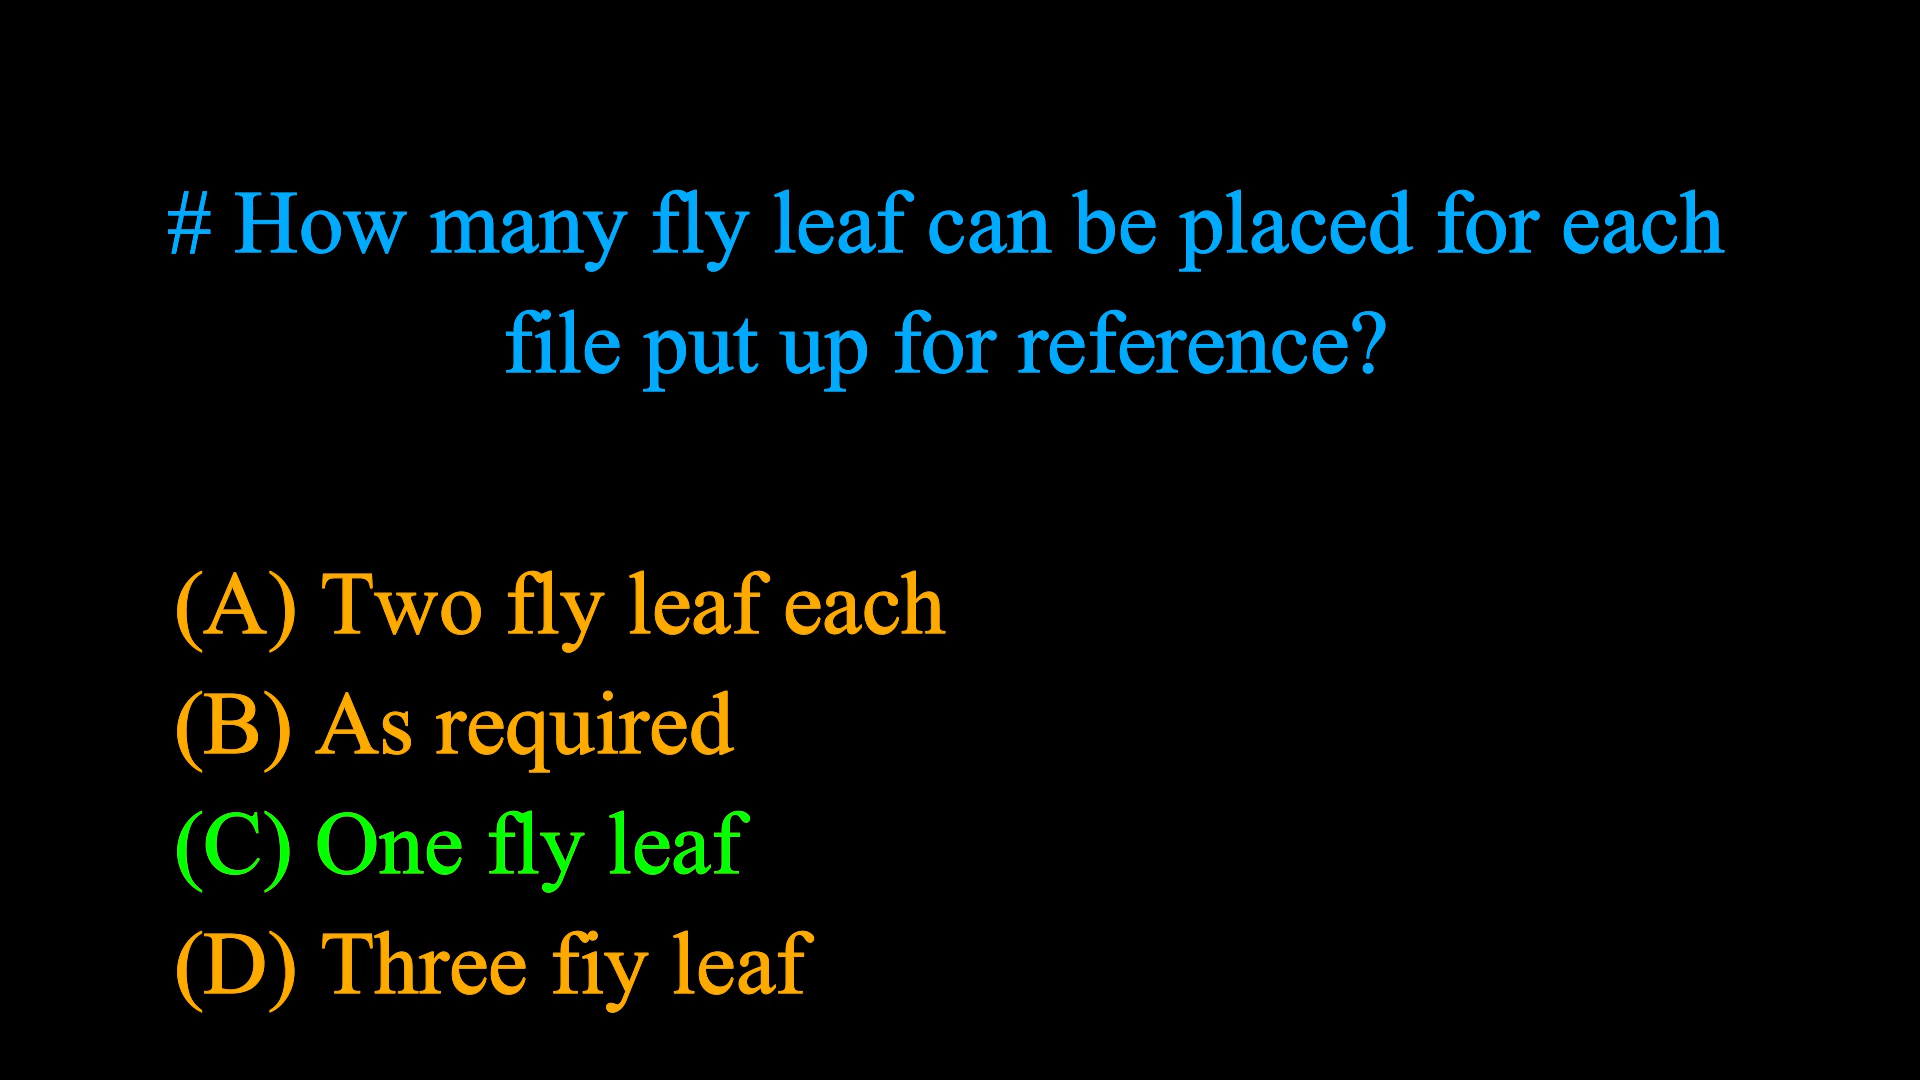 # How many fly leaf can be placed for each
file put up for reference?
(A) Two fly leaf each
(B) As required
(C) One fly leaf
(D) Three fiy leaf